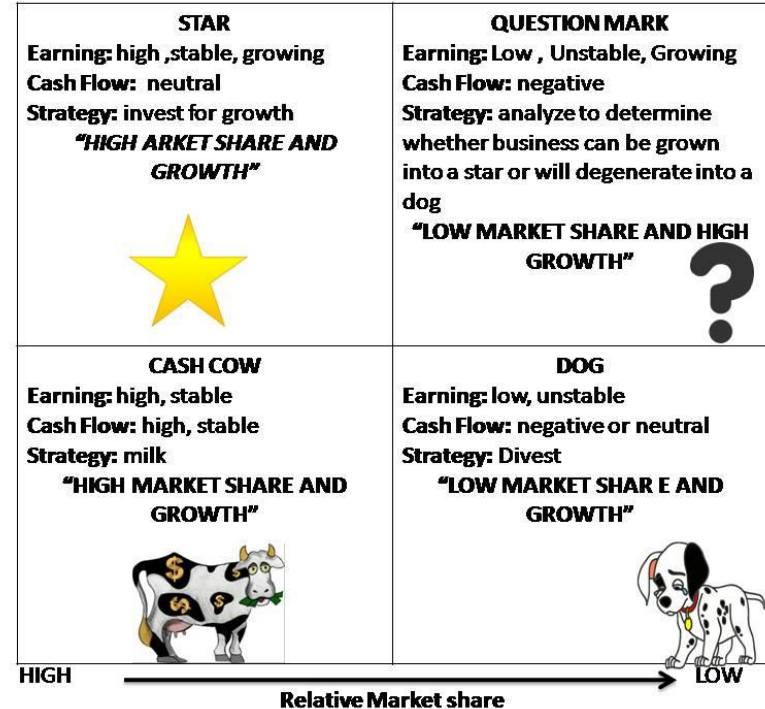 STAR
Earning: high ,stable, growing
Cash Flow: neutral
Strategy: invest for growth
“HIGH ARKET SHARE AND
GROWTH”
QUESTION MARK
Earning: Low , Unstable, Growing
Cash Flow: negative
Strategy: analyze to determine
whether business can be grown
into a star or will degenerate into a
dog
“LOW MARKET SHARE AND HIGH
GROWTH”
?
CASH COW
Earning: high, stable
Cash Flow: high, stable
Strategy: milk
“HIGH MARKET SHARE AND
GROWTH”
$ $ $ $
DOG
Earning: low, unstable
Cash Flow: negative or neutral
Strategy: Divest
“LOW MARKET SHAR E AND
GROWTH”
HIGH LOW
Relative Market share